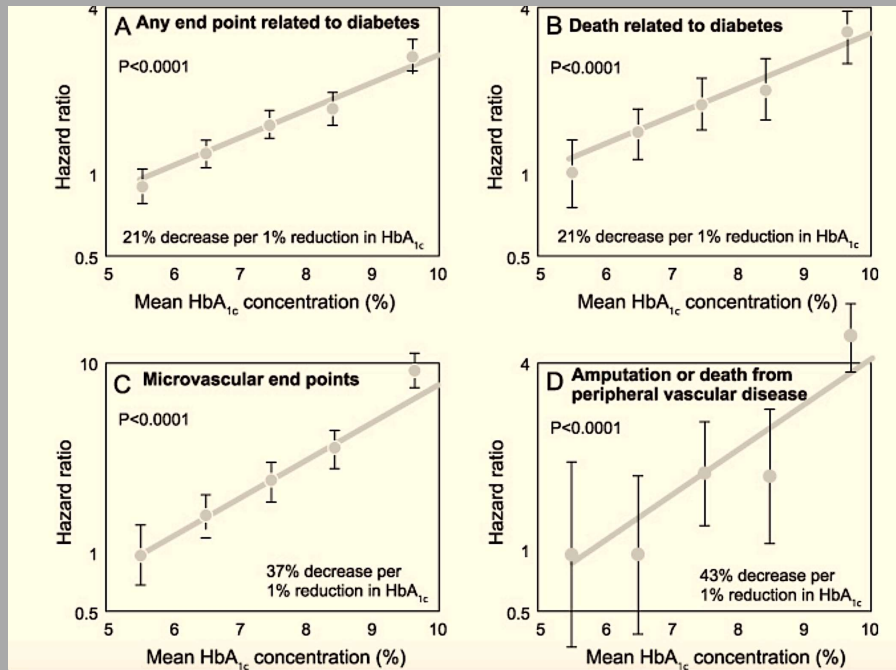 A Any end point related to diabetes
P<0.0001
4
1
0.5
Hazard ratio
21% decrease per 1% reduction in HbA1c
5 6 7 8 9 10
Mean HbA1c concentration (%)
B Death related to diabetes
P<0.0001
4
1
0.5
Hazard ratio
21% decrease per 1% reduction in HbA1c
5 6 7 8 9 10
Mean HbA1c concentration (%)
C Microvascular end points
P<0.0001
10
1
0.5
Hazard ratio
37% decrease per
1% reduction in HbA1c
5 6 7 8 9 10
Mean HbA1c concentration (%)
D Amputation or death from
peripheral vascular disease
P<0.0001
4
1
0.5
Hazard ratio
43% decrease per
1% reduction in HbA1c
5 6 7 8 9 10
Mean HbA1c concentration (%)